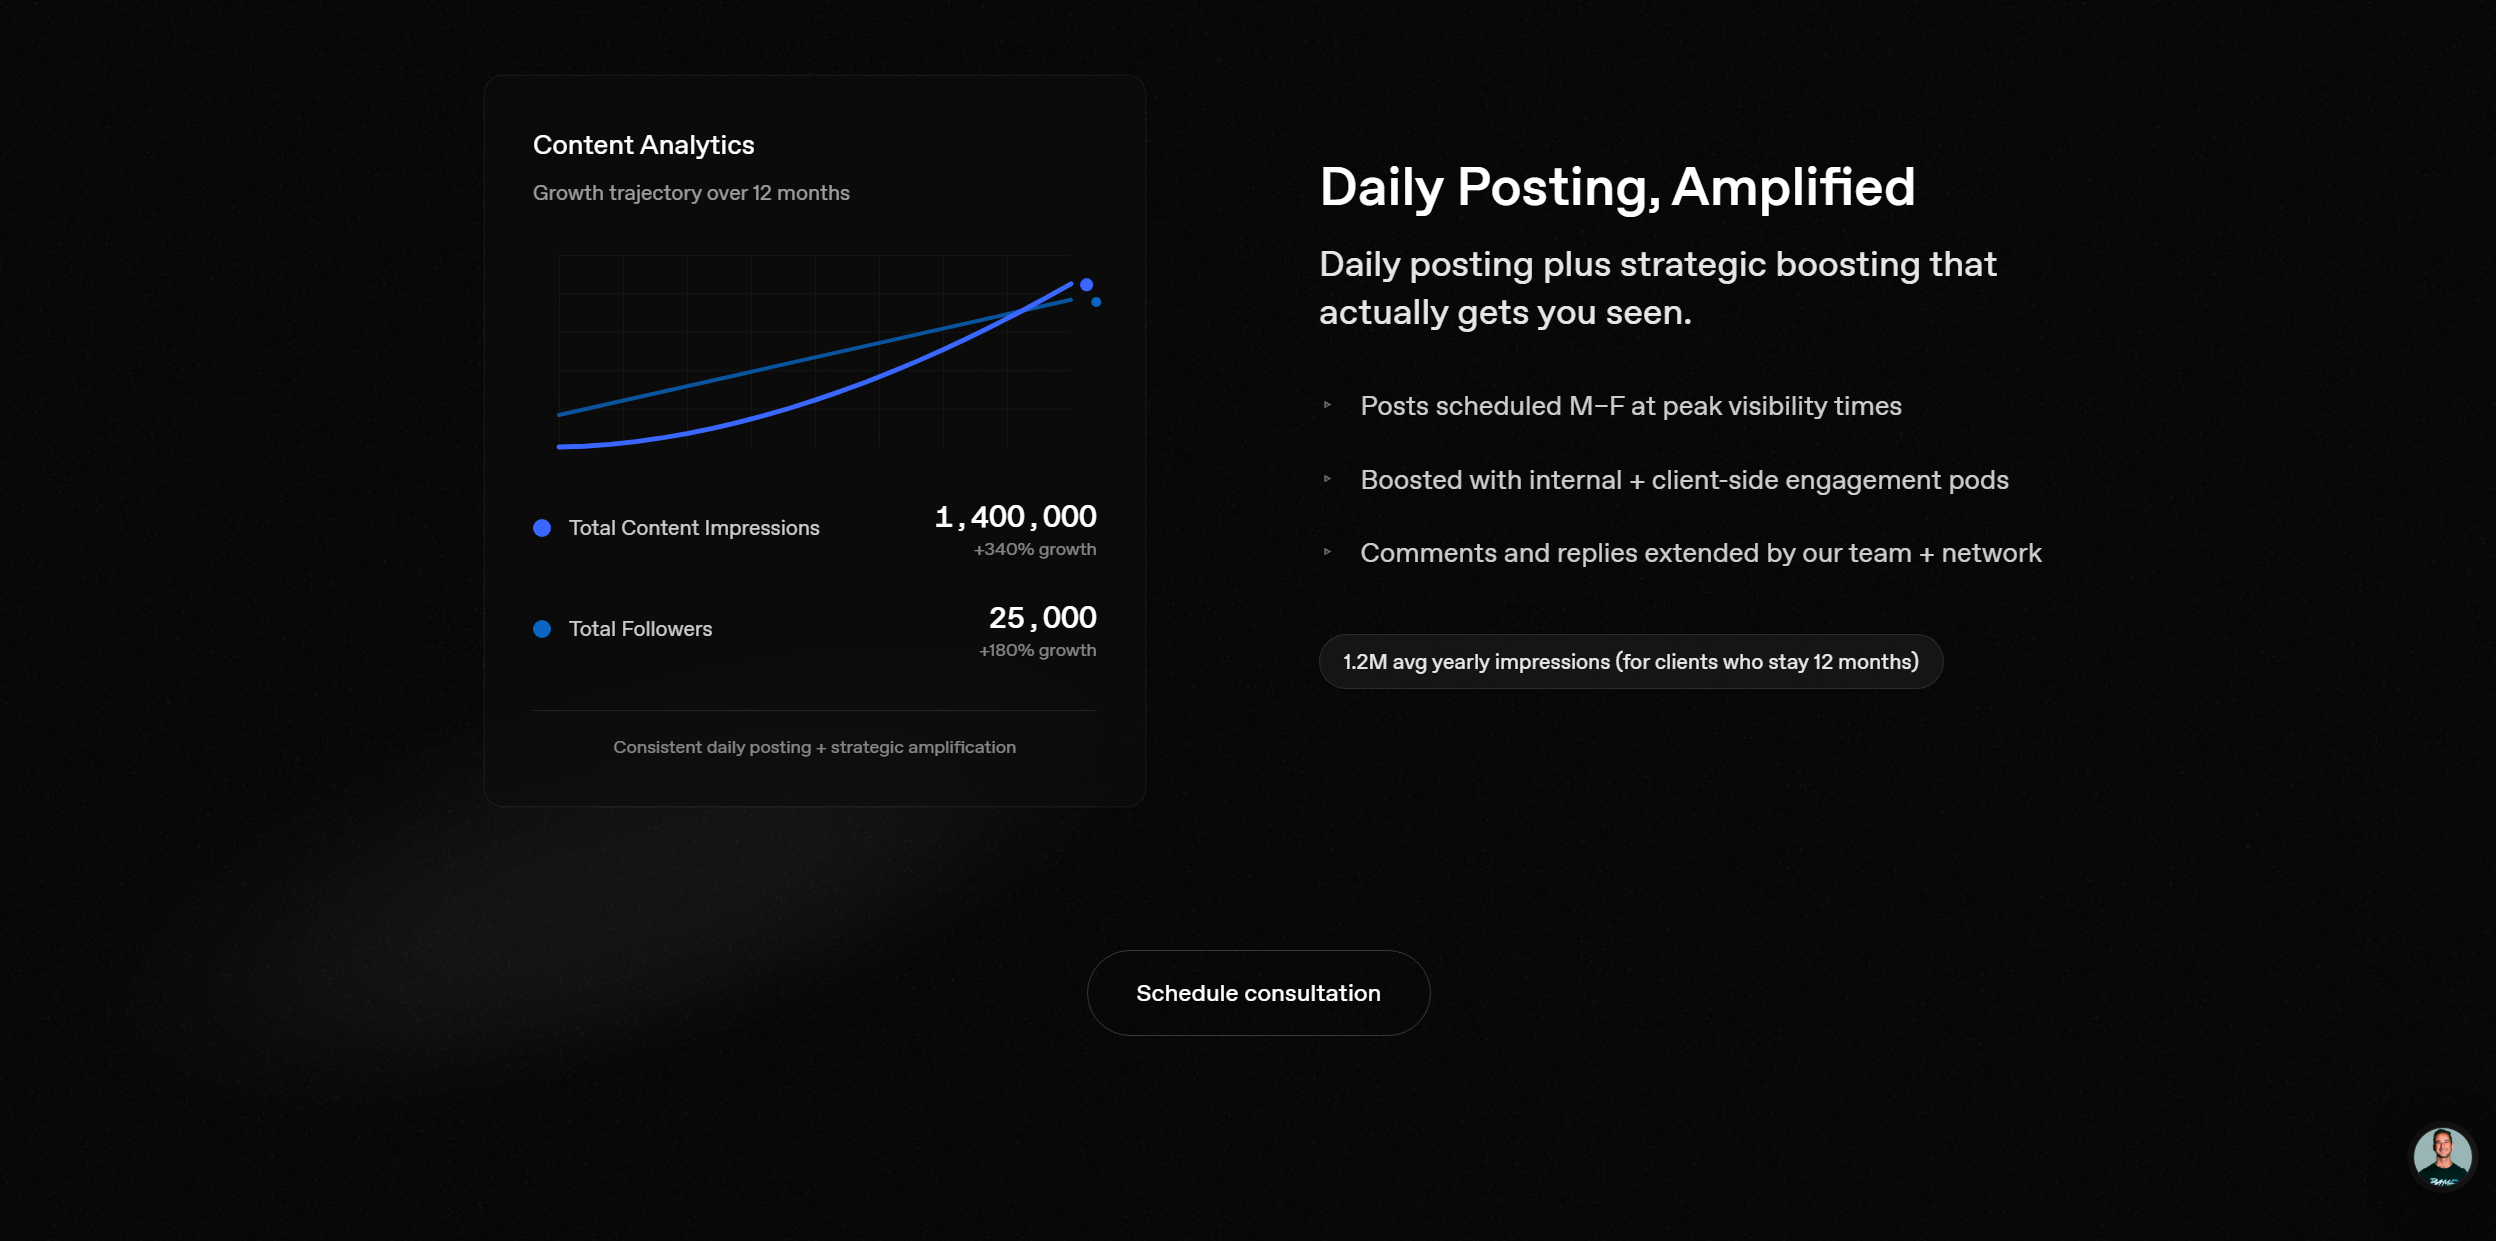 Content Analytics
Growth trajectory over 12 months
Total Content Impressions
1,400,000
+340% growth
Total Followers
25,000
+180% growth
Consistent daily posting + strategic amplification
Daily Posting, Amplified
Daily posting plus strategic boosting that
actually gets you seen.
Posts scheduled M–F at peak visibility times
Boosted with internal + client-side engagement pods
Comments and replies extended by our team + network
1.2M avg yearly impressions (for clients who stay 12 months)
Schedule consultation